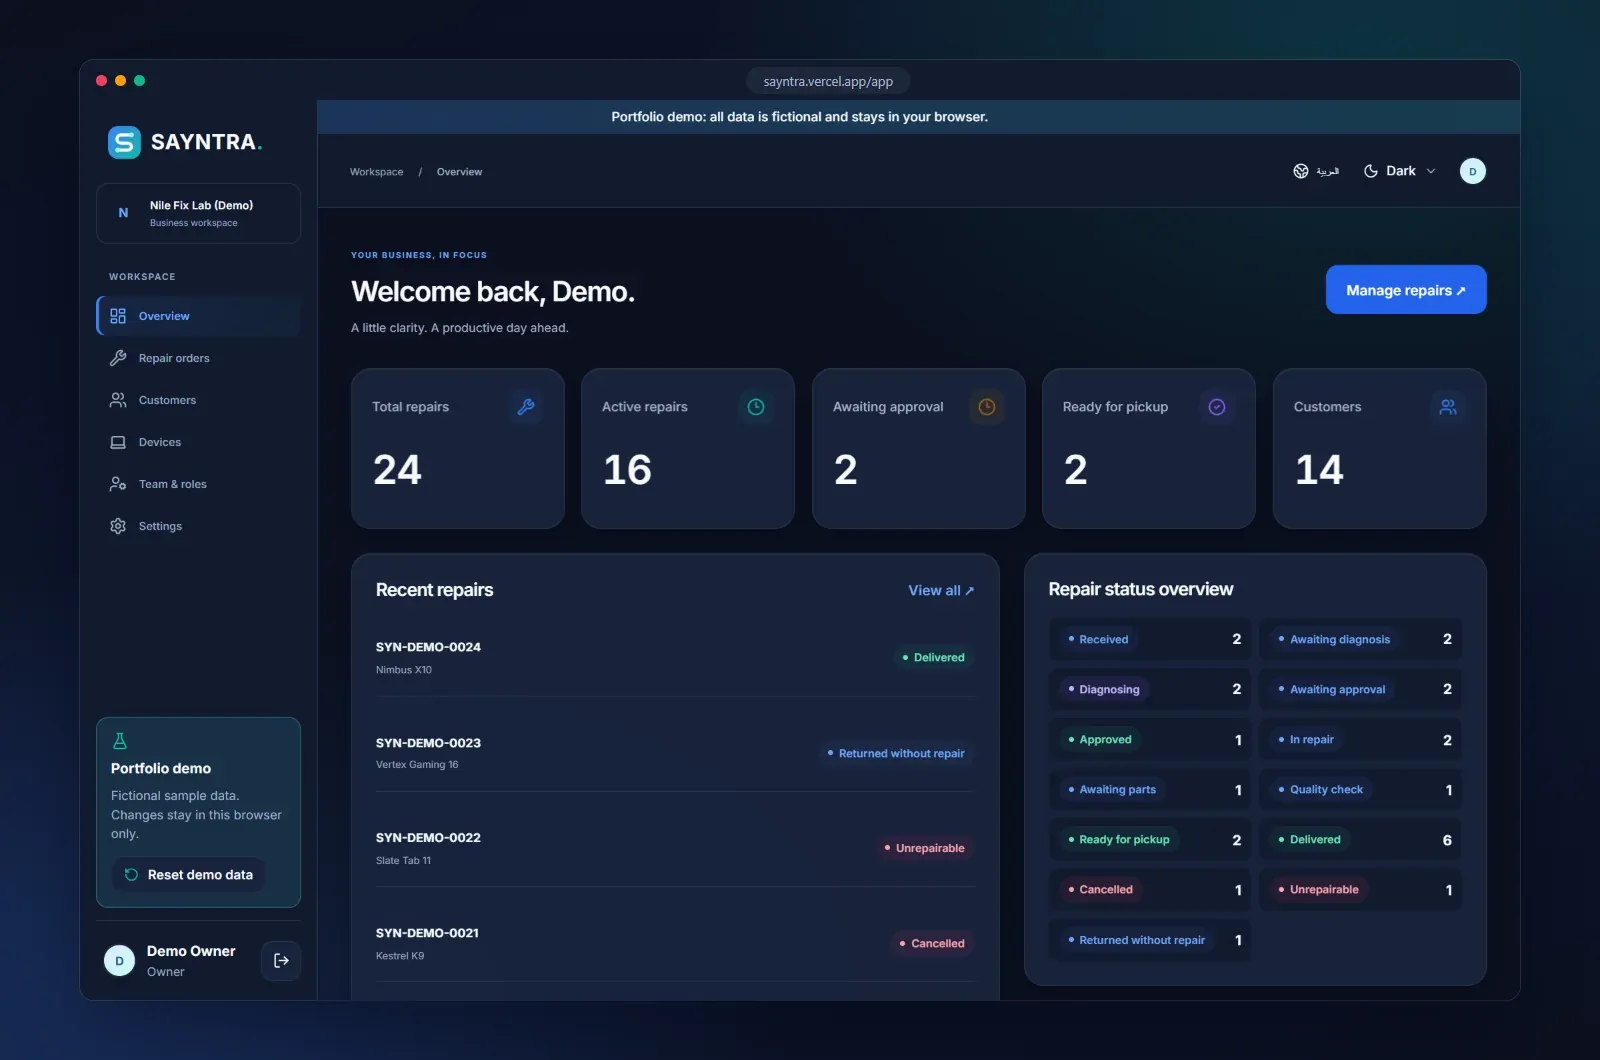 sayntra.vercel.app/app
SAYNTRA.
Portfolio demo: all data is fictional and stays in your browser.
N
Nile Fix Lab (Demo)
Business workspace
WORKSPACE
Overview
Repair orders
Customers
Devices
Team & roles
Settings
Portfolio demo
Fictional sample data.
Changes stay in this browser
only.
Reset demo data
D
Demo Owner
Owner
Workspace / Overview
العربية
Dark
D
YOUR BUSINESS, IN FOCUS
Welcome back, Demo.
A little clarity. A productive day ahead.
Manage repairs ↗
Total repairs
24
Active repairs
16
Awaiting approval
2
Ready for pickup
2
Customers
14
Recent repairs
View all ↗
SYN-DEMO-0024
Nimbus X10
Delivered
SYN-DEMO-0023
Vertex Gaming 16
Returned without repair
SYN-DEMO-0022
Slate Tab 11
Unrepairable
SYN-DEMO-0021
Kestrel K9
Cancelled
Repair status overview
Received 2
Awaiting diagnosis 2
Diagnosing 2
Awaiting approval 2
Approved 1
In repair 2
Awaiting parts 1
Quality check 1
Ready for pickup 2
Delivered 6
Cancelled 1
Unrepairable 1
Returned without repair 1